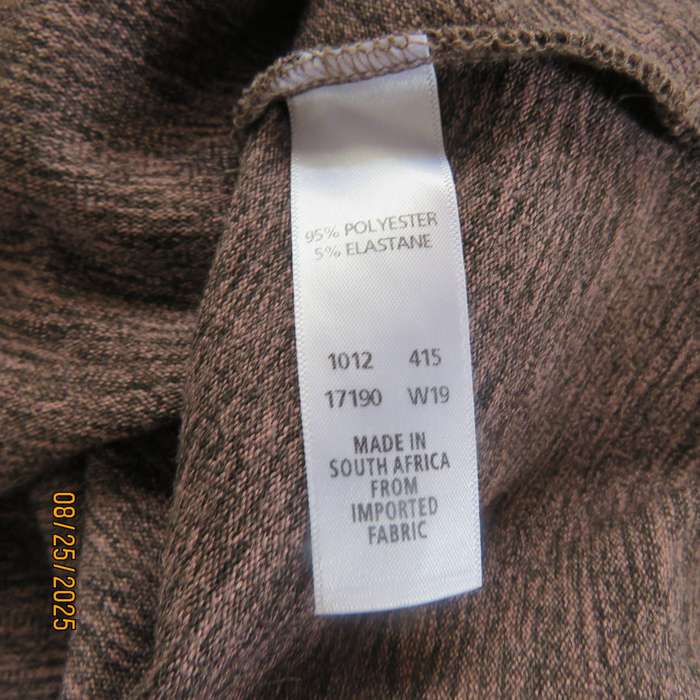 95% POLYESTER
5% ELASTANE
1012 415
17190 W19
MADE IN
SOUTH AFRICA
FROM
IMPORTED
FABRIC
08/25/2025